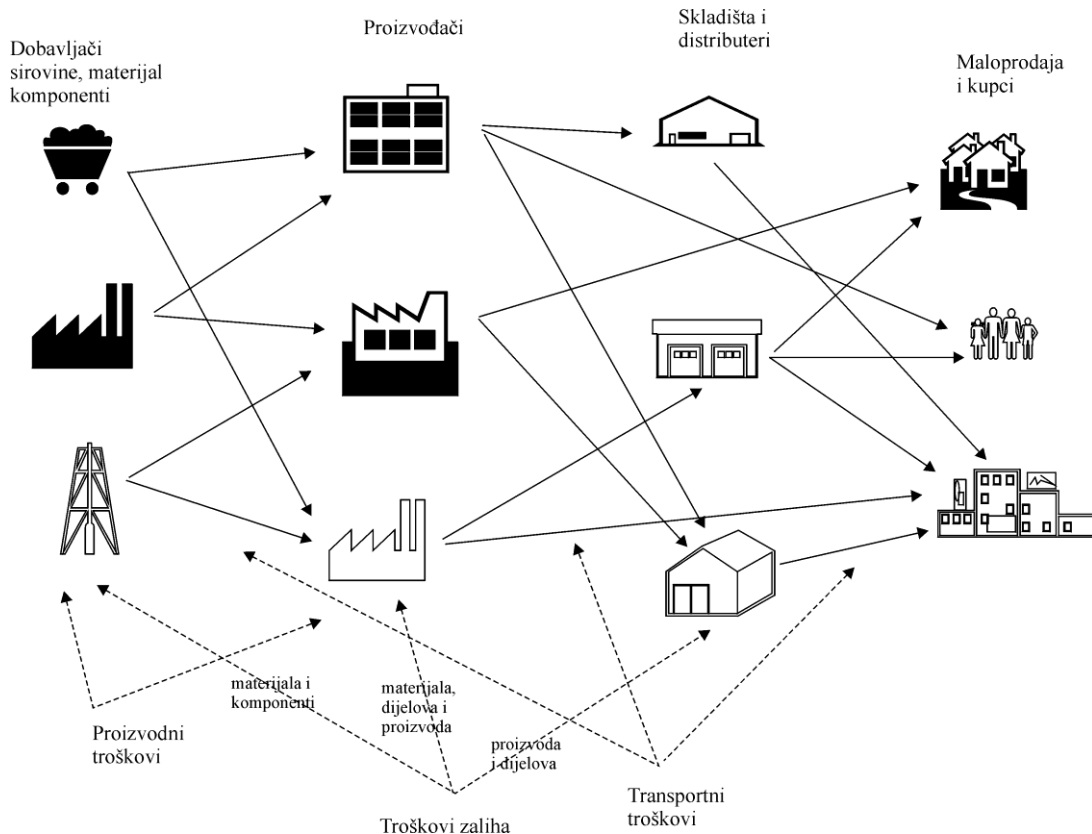 Dobavljači
sirovine, materijal
komponenti
Proizvođači
Skladišta i
distributeri
Maloprodaja
i kupci
materijala i
komponenti
materijala,
dijelova i
proizvoda
proizvoda
i dijelova
Proizvodni
troškovi
Troškovi zaliha
Transportni
troškovi